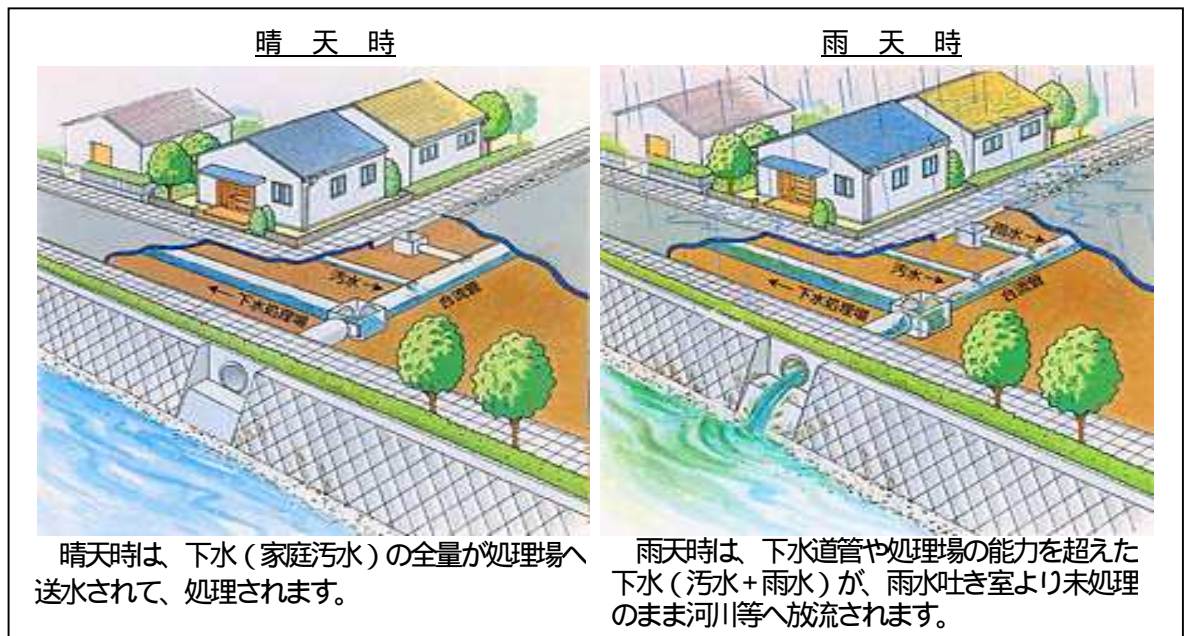 晴　天　時
汚水→
合流管
←下水処理場
晴天時は、下水（家庭汚水）の全量が処理場へ
送水されて、処理されます。
雨　天　時
雨水→
汚水→
合流管
←下水処理場
雨天時は、下水道管や処理場の能力を超えた
下水（汚水＋雨水）が、雨水吐き室より未処理
のまま河川等へ放流されます。